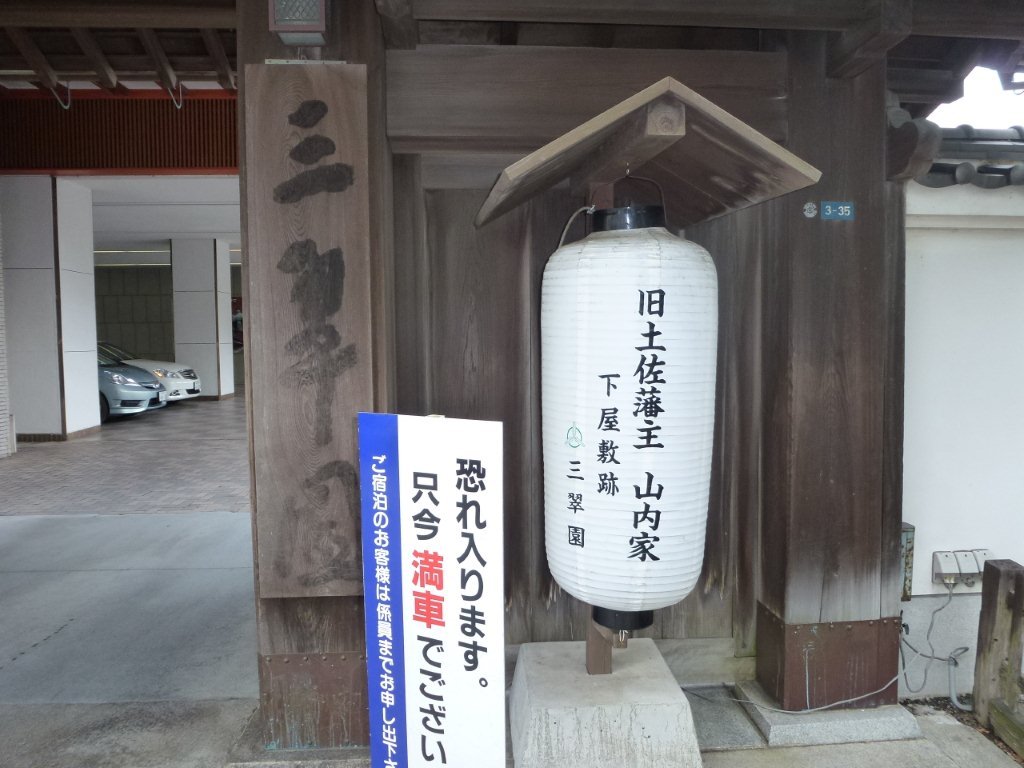 三翠園
旧土佐藩主 山内家
下屋敷跡
三翠園
3-35
恐れ入ります。
只今満車でござい
ご宿泊のお客様は係員までお申し出下さ